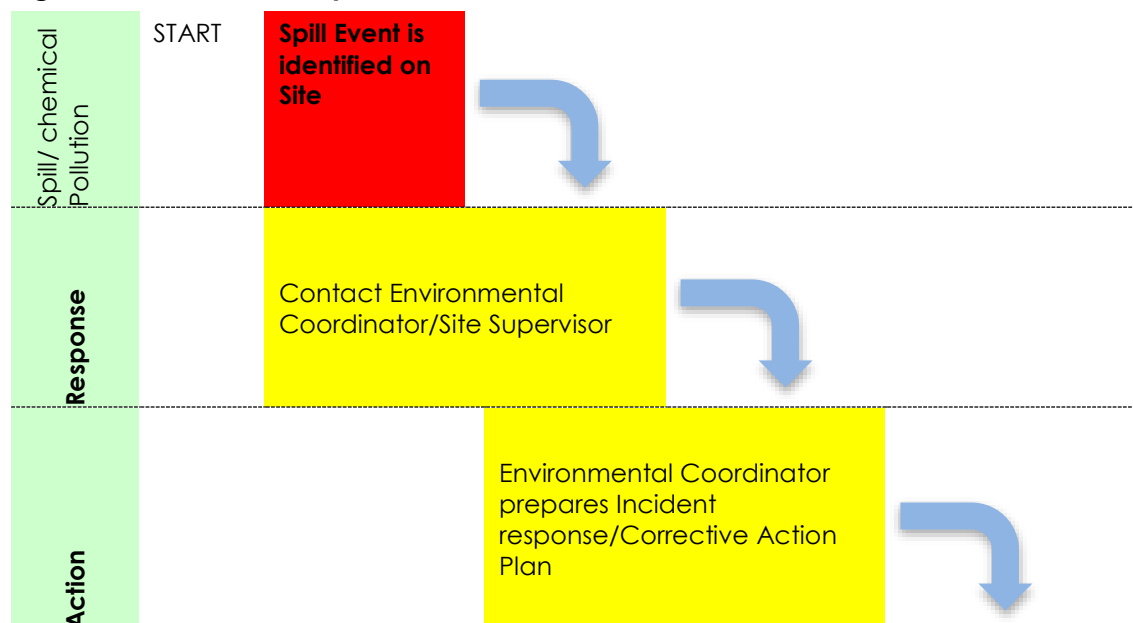 Spill/ chemical
Pollution
START
Spill Event is
identified on
Site
Response
Contact Environmental
Coordinator/Site Supervisor
Action
Environmental Coordinator
prepares Incident
response/Corrective Action
Plan